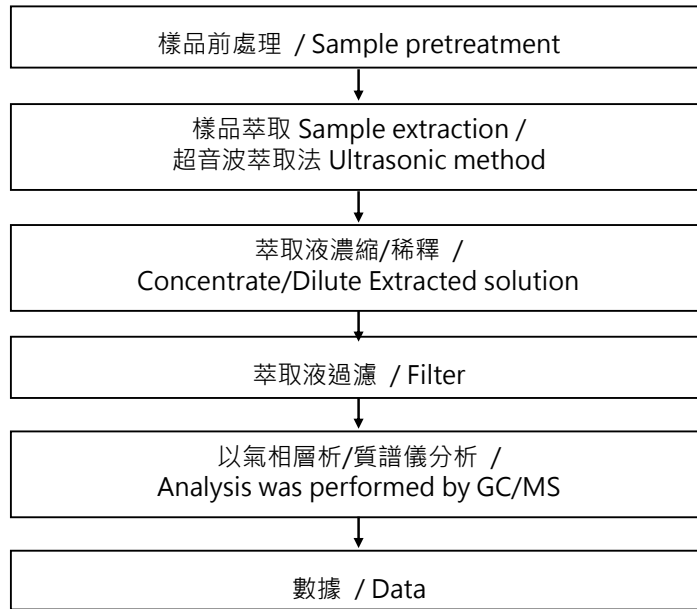 樣品前處理 / Sample pretreatment
樣品萃取 Sample extraction /
超音波萃取法 Ultrasonic method
萃取液濃縮/稀釋 /
Concentrate/Dilute Extracted solution
萃取液過濾 / Filter
以氣相層析/質譜儀分析 /
Analysis was performed by GC/MS
數據 / Data